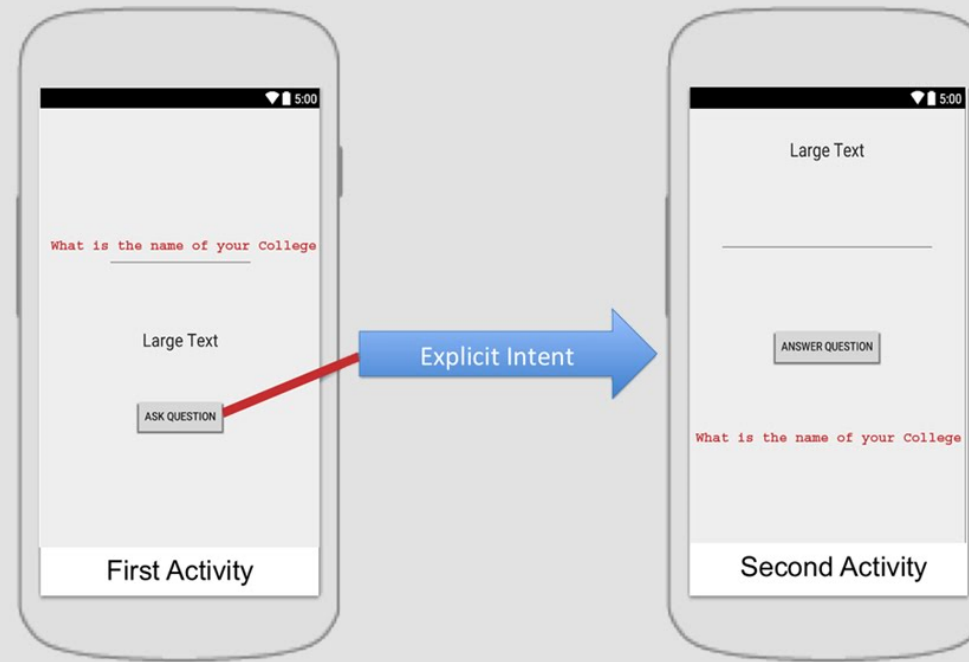 5:00
What is the name of your College
Large Text
ASK QUESTION
First Activity
Explicit Intent
5:00
Large Text
ANSWER QUESTION
What is the name of your College
Second Activity